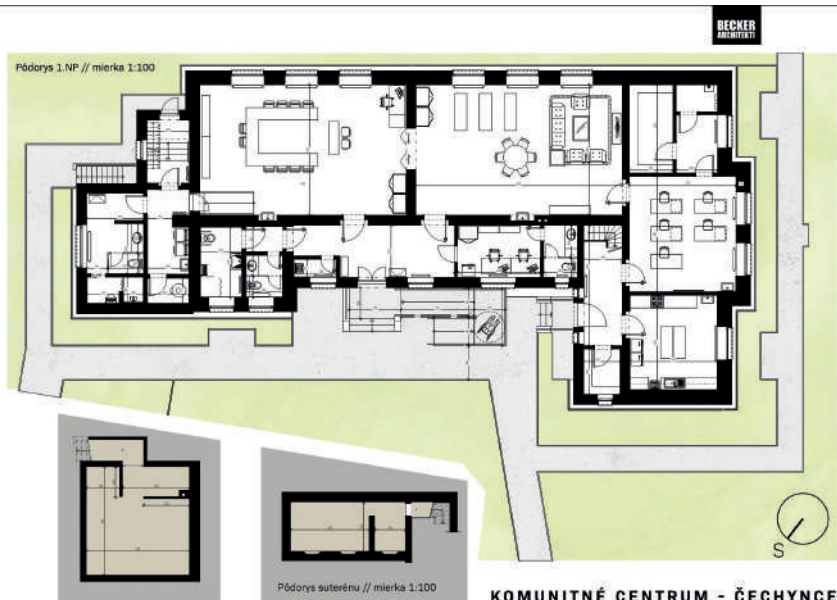 BECKER
ARCHITEKTI
Pôdorys 1.NP // mierka 1:100
S
Pôdorys suterénu // mierka 1:100
KOMUNITNÉ CENTRUM - ČECHYNCE